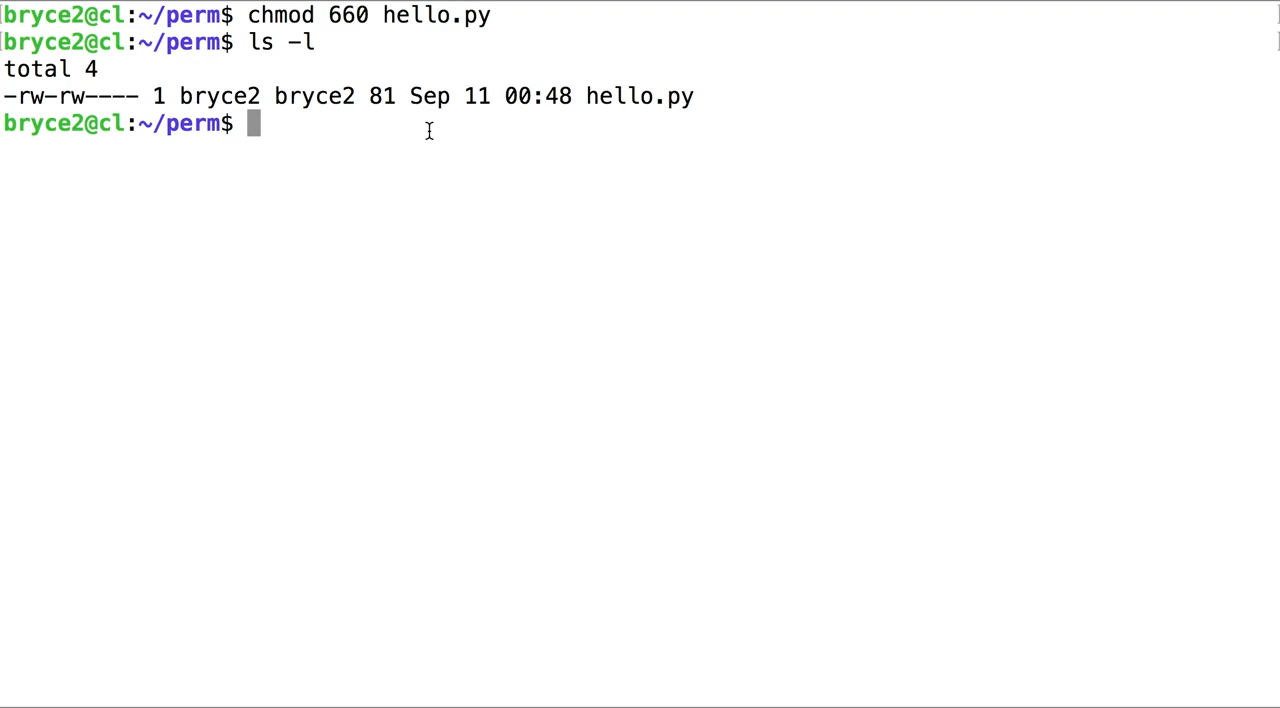 bryce2@cl:~/perm$ chmod 660 hello.py
bryce2@cl:~/perm$ ls -l
total 4
-rw-rw---- 1 bryce2 bryce2 81 Sep 11 00:48 hello.py
bryce2@cl:~/perm$